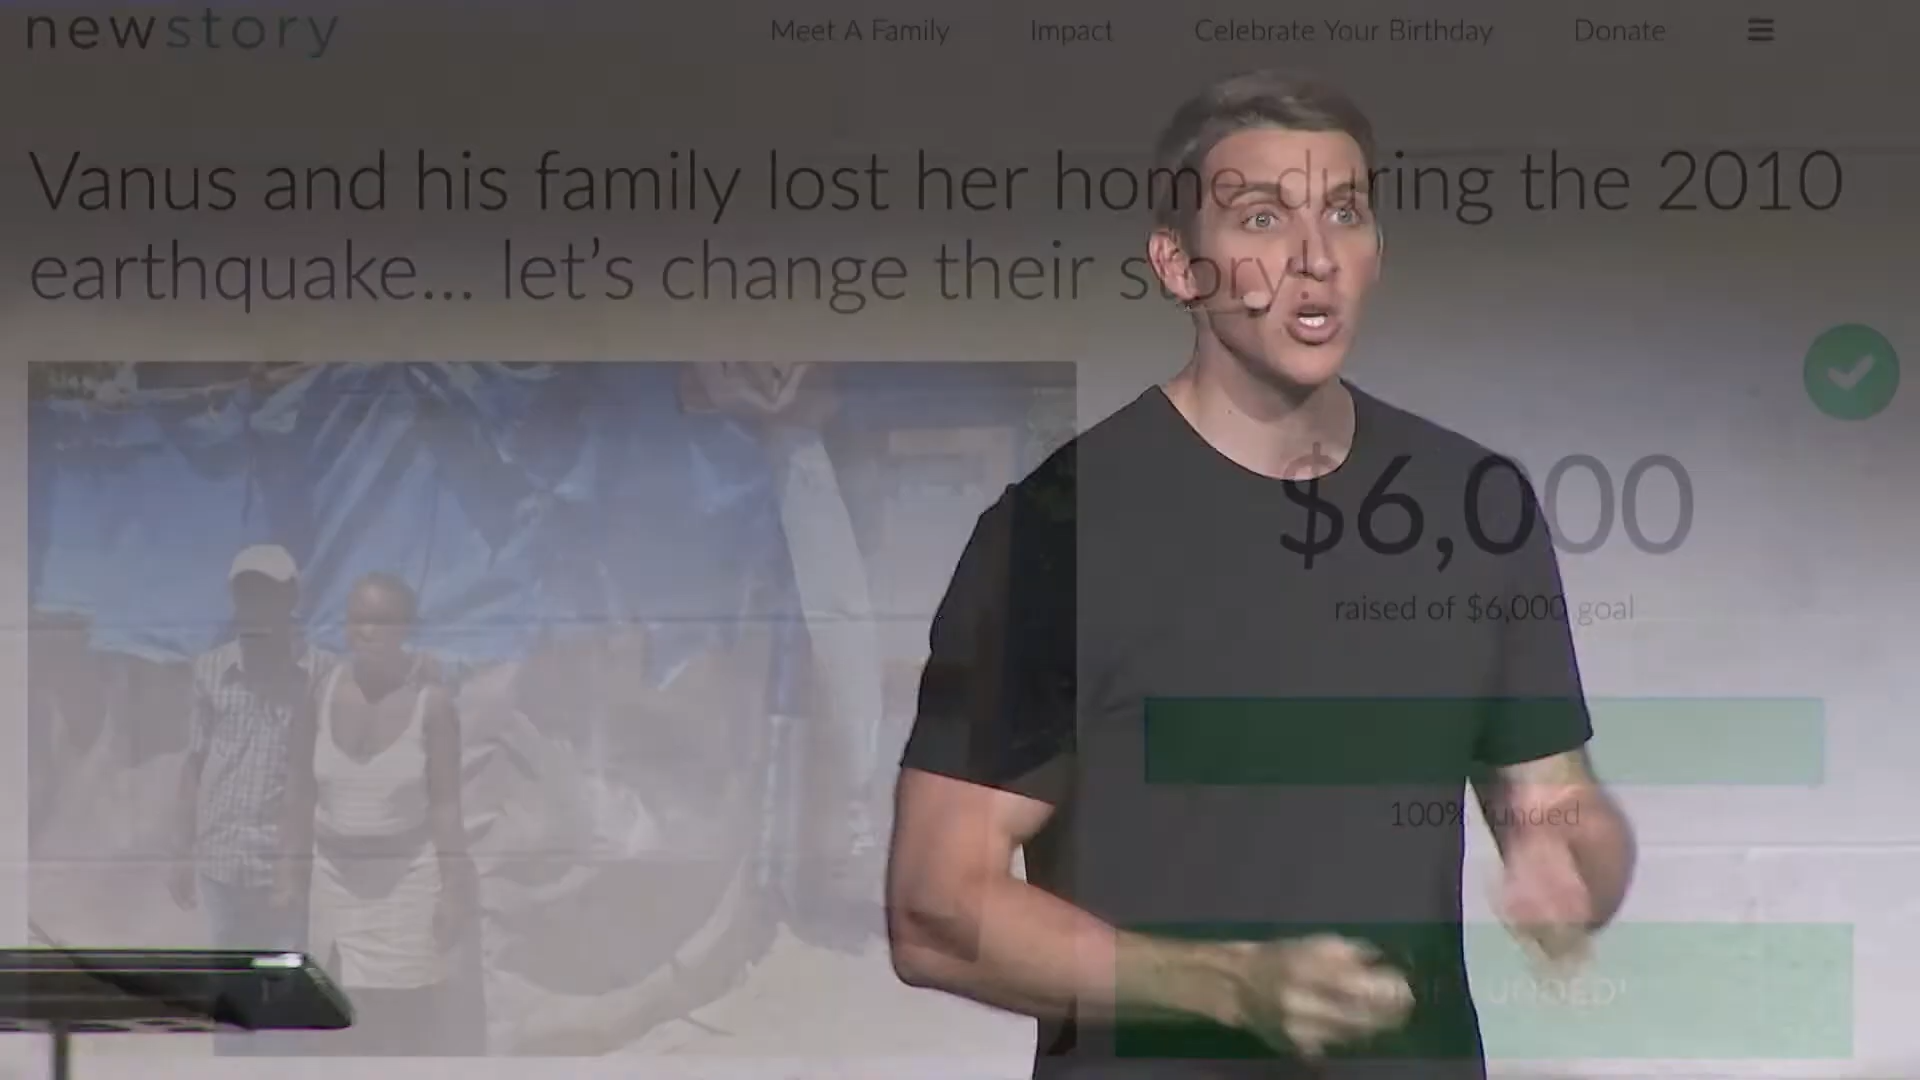 newstory
Meet A Family Impact Celebrate Your Birthday Donate
Vanus and his family lost her home during the 2010
earthquake... let’s change their story!
$6,000
raised of $6,000 goal
100% funded